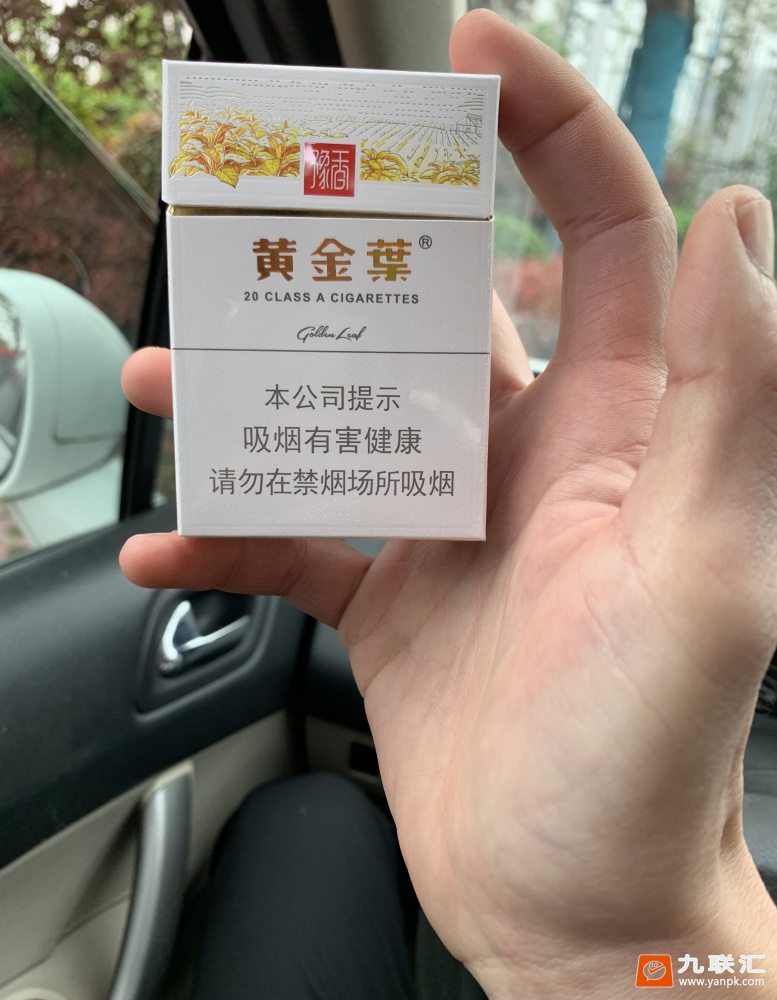 豫香
黄金葉®
20 CLASS A CIGARETTES
Golden Leaf
本公司提示
吸烟有害健康
请勿在禁烟场所吸烟
九联汇
www.yanpk.com